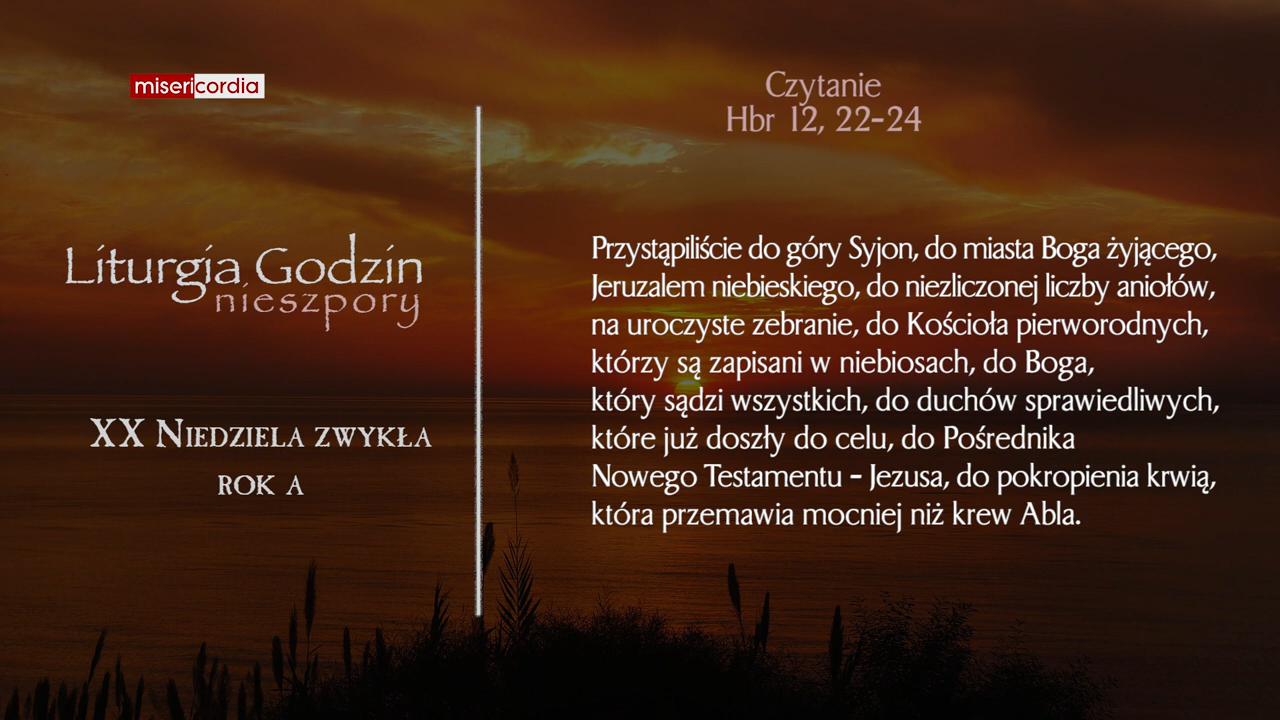 misericordia
Liturgia Godzin
nieszpory
XX Niedziela zwykła
rok A
Czytanie
Hbr 12, 22-24
Przystąpiliście do góry Syjon, do miasta Boga żyjącego,
Jeruzalem niebieskiego, do niezliczonej liczby aniołów,
na uroczyste zebranie, do Kościoła pierworodnych,
którzy są zapisani w niebiosach, do Boga,
który sądzi wszystkich, do duchów sprawiedliwych,
które już doszły do celu, do Pośrednika
Nowego Testamentu - Jezusa, do pokropienia krwią,
która przemawia mocniej niż krew Abla.